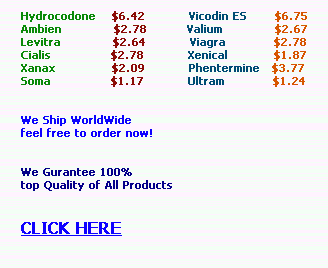 Hydrocodone $6.42 Vicodin ES $6.75
Ambien $2.78 Valium $2.67
Levitra $2.64 Viagra $2.78
Cialis $2.78 Xenical $1.87
Xanax $2.09 Phentermine $3.77
Soma $1.17 Ultram $1.24
We Ship WorldWide
feel free to order now!
We Gurantee 100%
top Quality of All Products
CLICK HERE